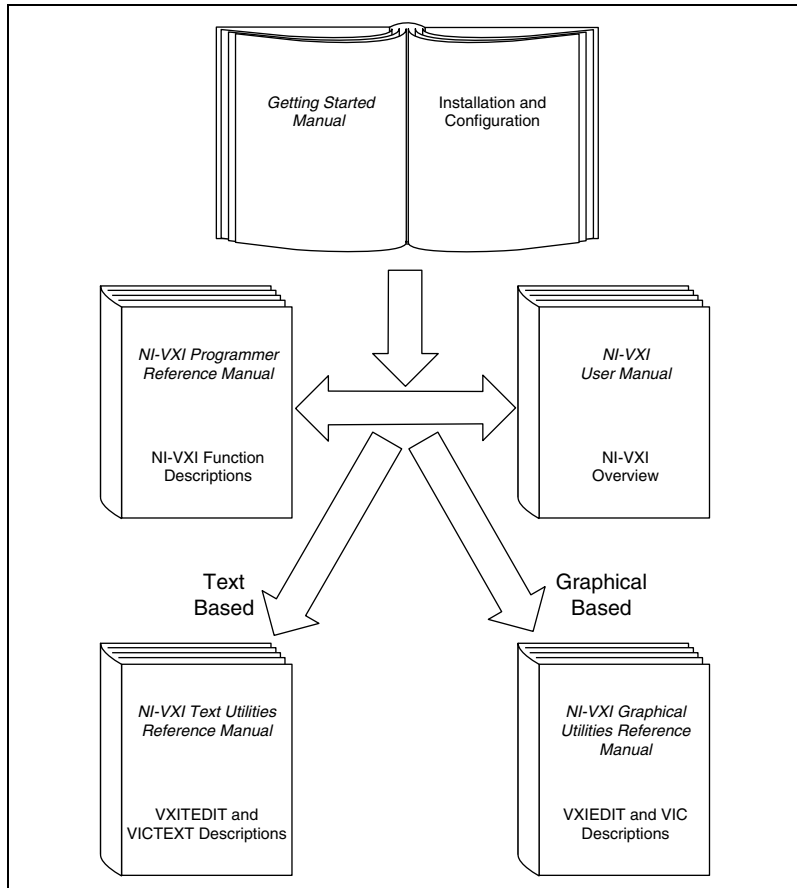 Getting Started
Manual
Installation and
Configuration
NI-VXI Programmer
Reference Manual
NI-VXI Function
Descriptions
NI-VXI
User Manual
NI-VXI
Overview
Text
Based
Graphical
Based
NI-VXI Text Utilities
Reference Manual
VXITEDIT and
VICTEXT Descriptions
NI-VXI Graphical
Utilities Reference
Manual
VXIEDIT and VIC
Descriptions